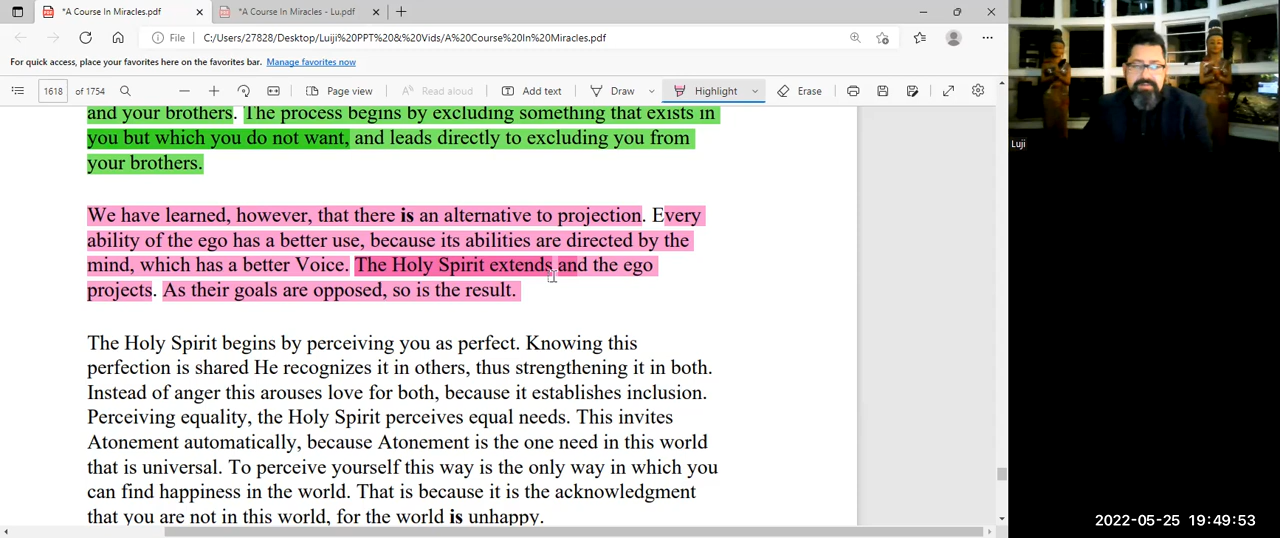 *A Course In Miracles.pdf
*A Course In Miracles - Lu.pdf
File
C:/Users/27828/Desktop/Luiji%20PPT%20&%20Vids/A%20Course%20In%20Miracles.pdf
For quick access, place your favorites here on the favorites bar. Manage favorites now
1618 of 1754
Page view
Read aloud
Add text
Draw
Highlight
Erase
and your brothers. The process begins by excluding something that exists in
you but which you do not want, and leads directly to excluding you from
your brothers.
We have learned, however, that there is an alternative to projection. Every
ability of the ego has a better use, because its abilities are directed by the
mind, which has a better Voice. The Holy Spirit extends and the ego
projects. As their goals are opposed, so is the result.
The Holy Spirit begins by perceiving you as perfect. Knowing this
perfection is shared He recognizes it in others, thus strengthening it in both.
Instead of anger this arouses love for both, because it establishes inclusion.
Perceiving equality, the Holy Spirit perceives equal needs. This invites
Atonement automatically, because Atonement is the one need in this world
that is universal. To perceive yourself this way is the only way in which you
can find happiness in the world. That is because it is the acknowledgment
that you are not in this world, for the world is unhappy.
Luji
2022-05-25 19:49:53